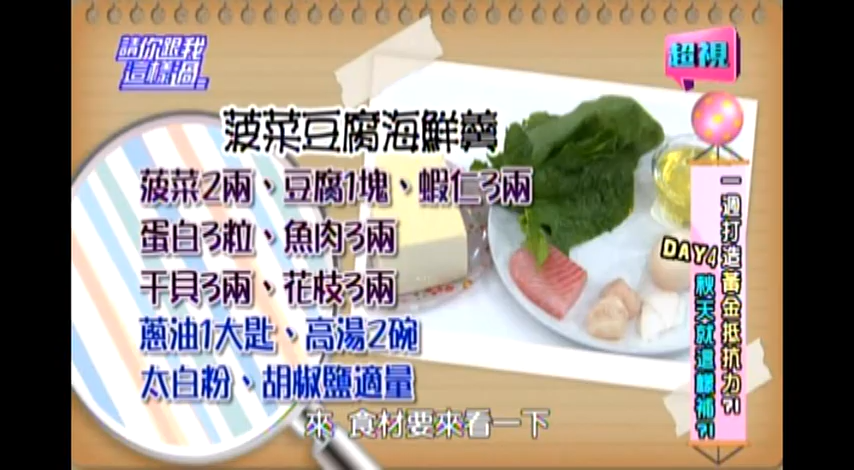 請你跟我
這樣過
超視
菠菜豆腐海鮮羹
菠菜2兩、豆腐1塊、蝦仁3兩
蛋白3粒、魚肉3兩
干貝3兩、花枝3兩
蔥油1大匙、高湯2碗
太白粉、胡椒鹽適量
一週打造黃金抵抗力?!
DAY4
秋天就這樣補?!
來 食材要來看一下